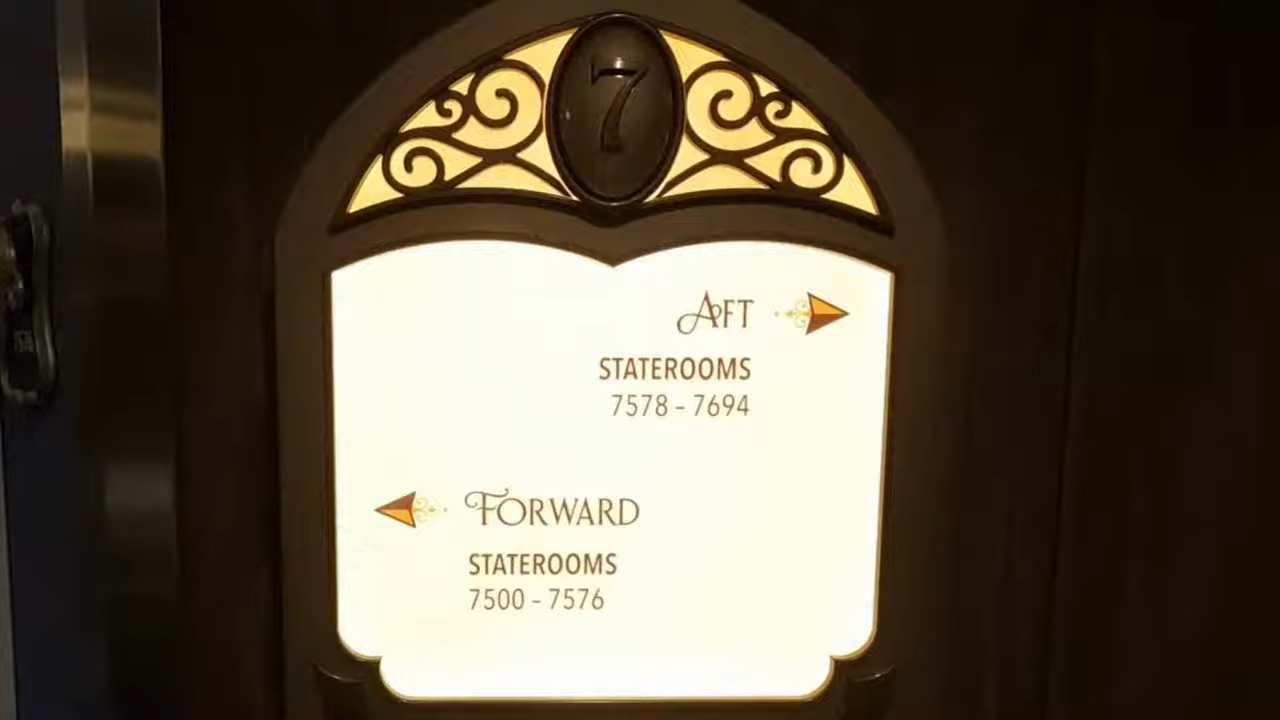 7
AFT
STATEROOMS
7578 - 7694
FORWARD
STATEROOMS
7500 - 7576